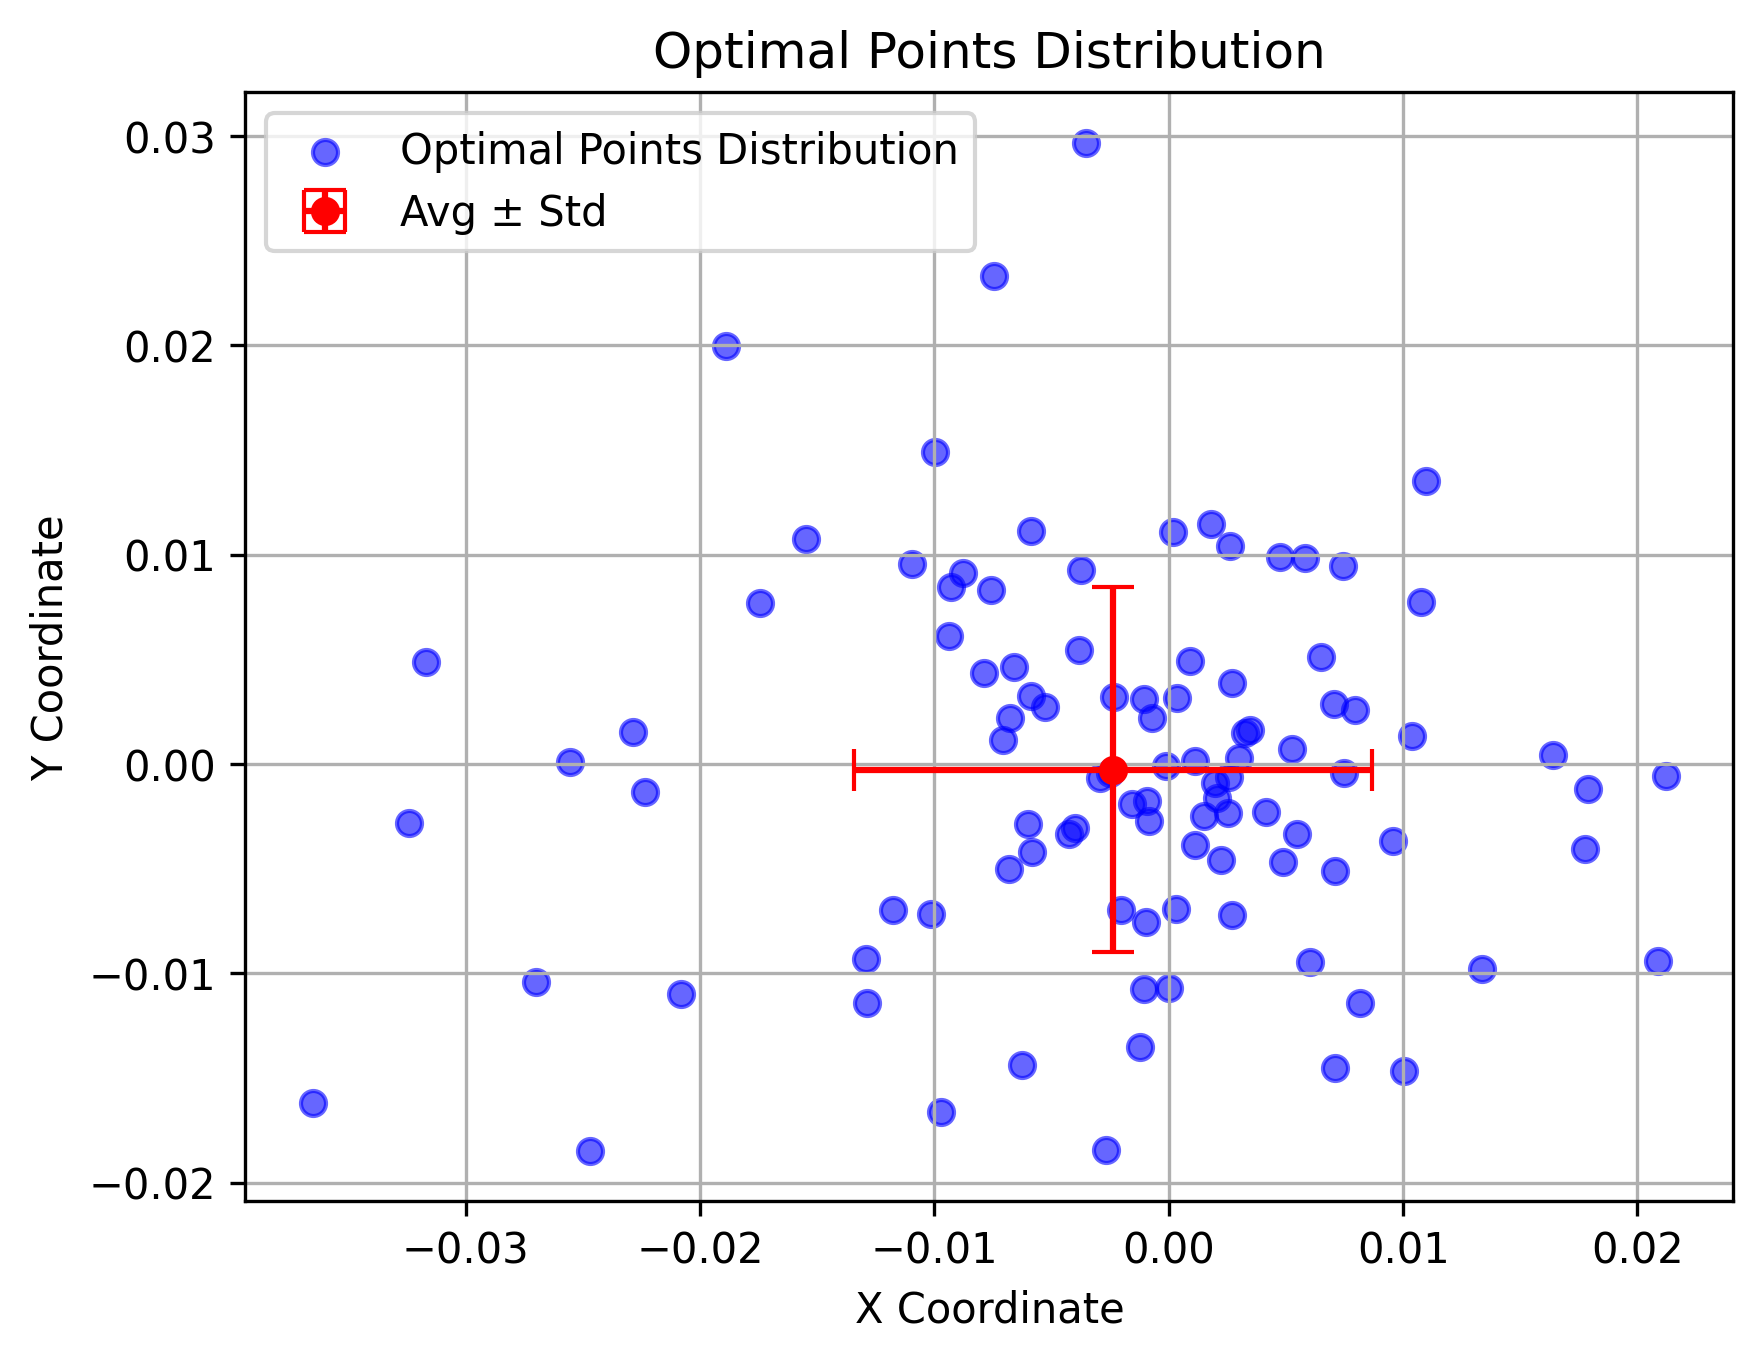 Optimal Points Distribution
Optimal Points Distribution
Avg ± Std
0.03
0.02
0.01
0.00
−0.01
−0.02
Y Coordinate
−0.03
−0.02
−0.01
0.00
0.01
0.02
X Coordinate